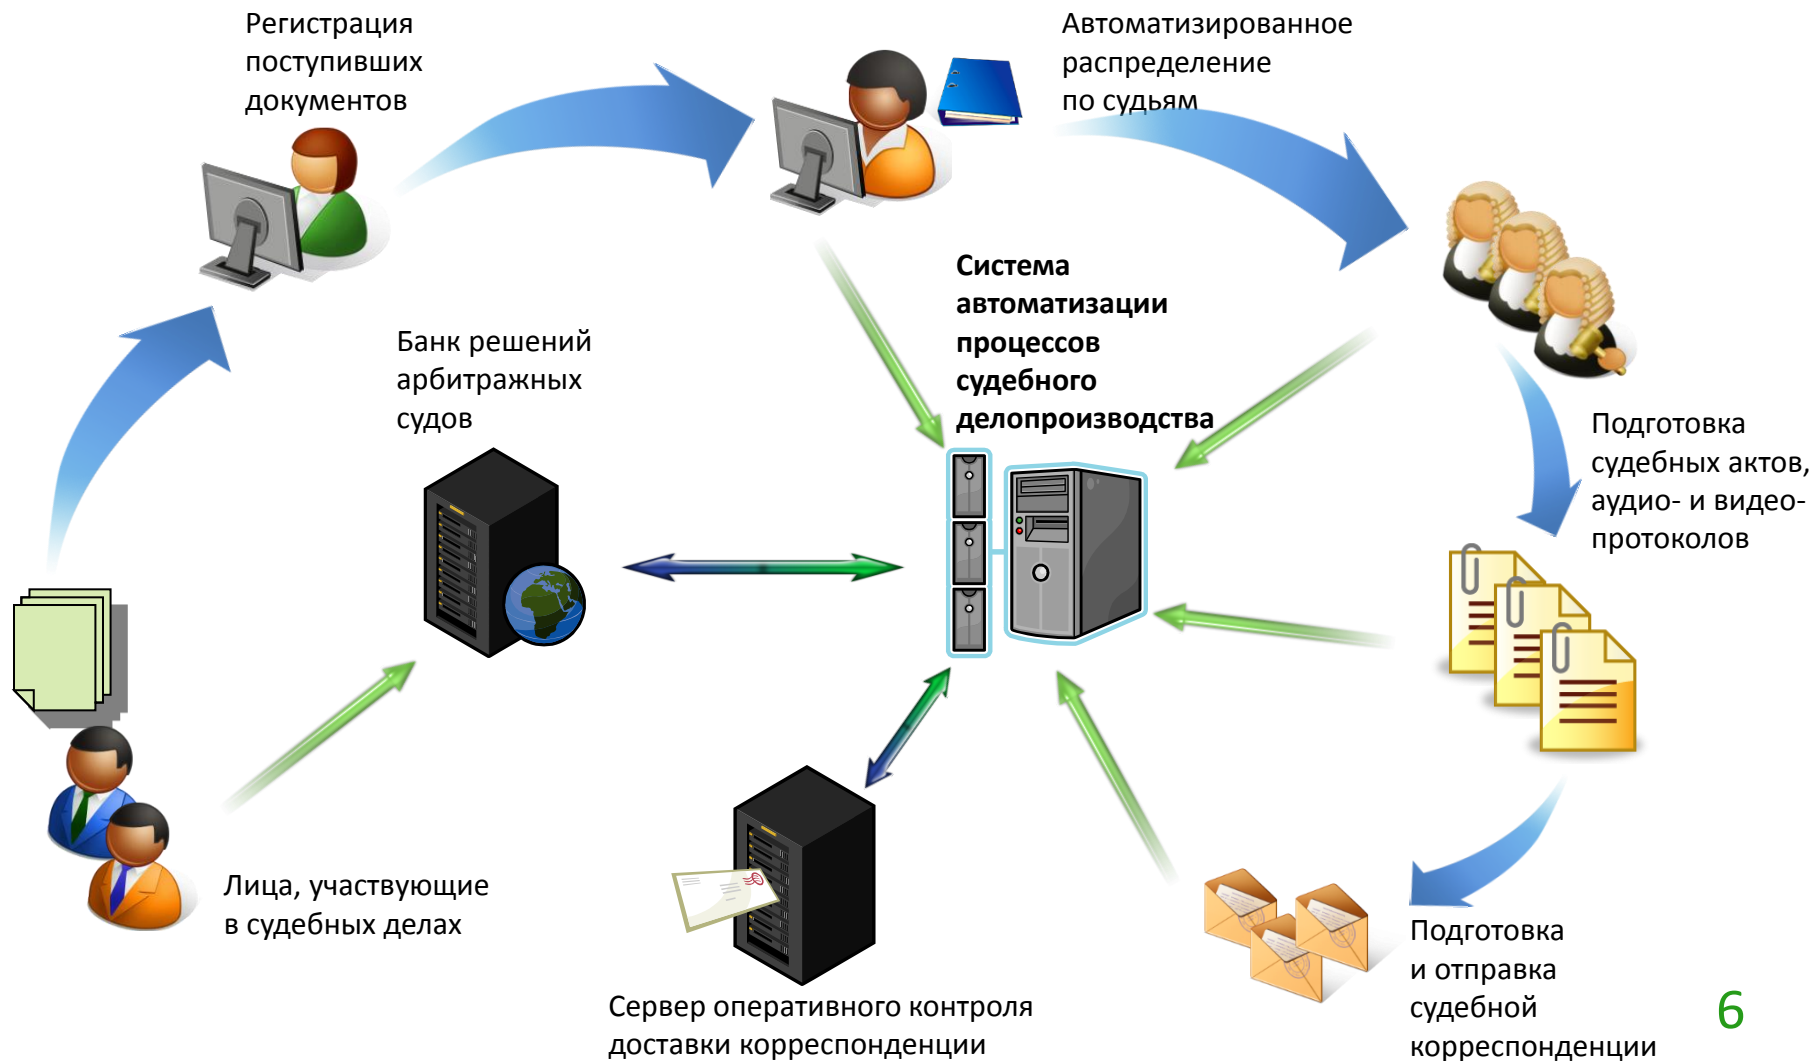 Регистрация
поступивших
документов
Автоматизированное
распределение
по судьям
Система
автоматизации
процессов
судебного
делопроизводства
Банк решений
арбитражных
судов
Подготовка
судебных актов,
аудио- и видео-
протоколов
Лица, участвующие
в судебных делах
Сервер оперативного контроля
доставки корреспонденции
Подготовка
и отправка
судебной
корреспонденции
6